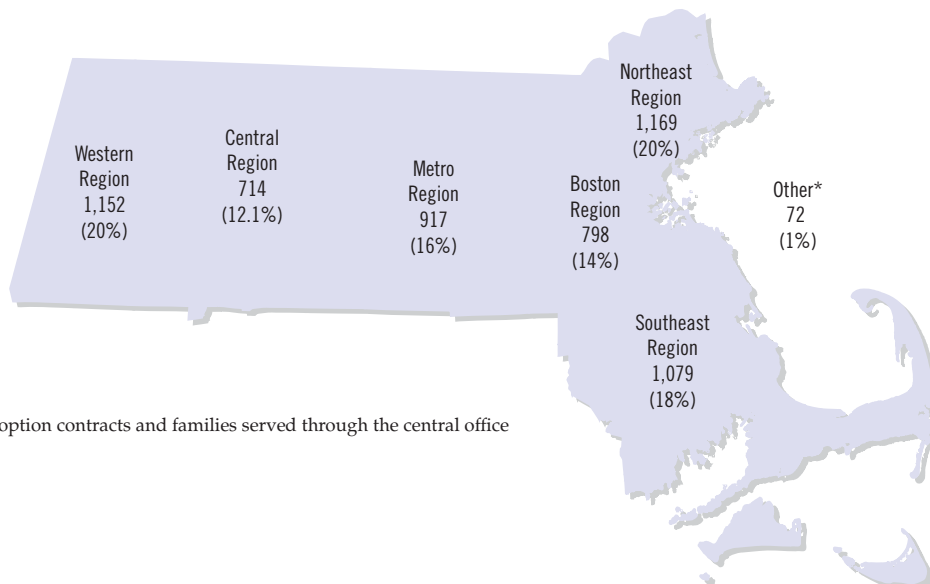 Northeast
Region
1,169
(20%)
Western
Region
1,152
(20%)
Central
Region
714
(12.1%)
Metro
Region
917
(16%)
Boston
Region
798
(14%)
Other*
72
(1%)
Southeast
Region
1,079
(18%)
option contracts and families served through the central office